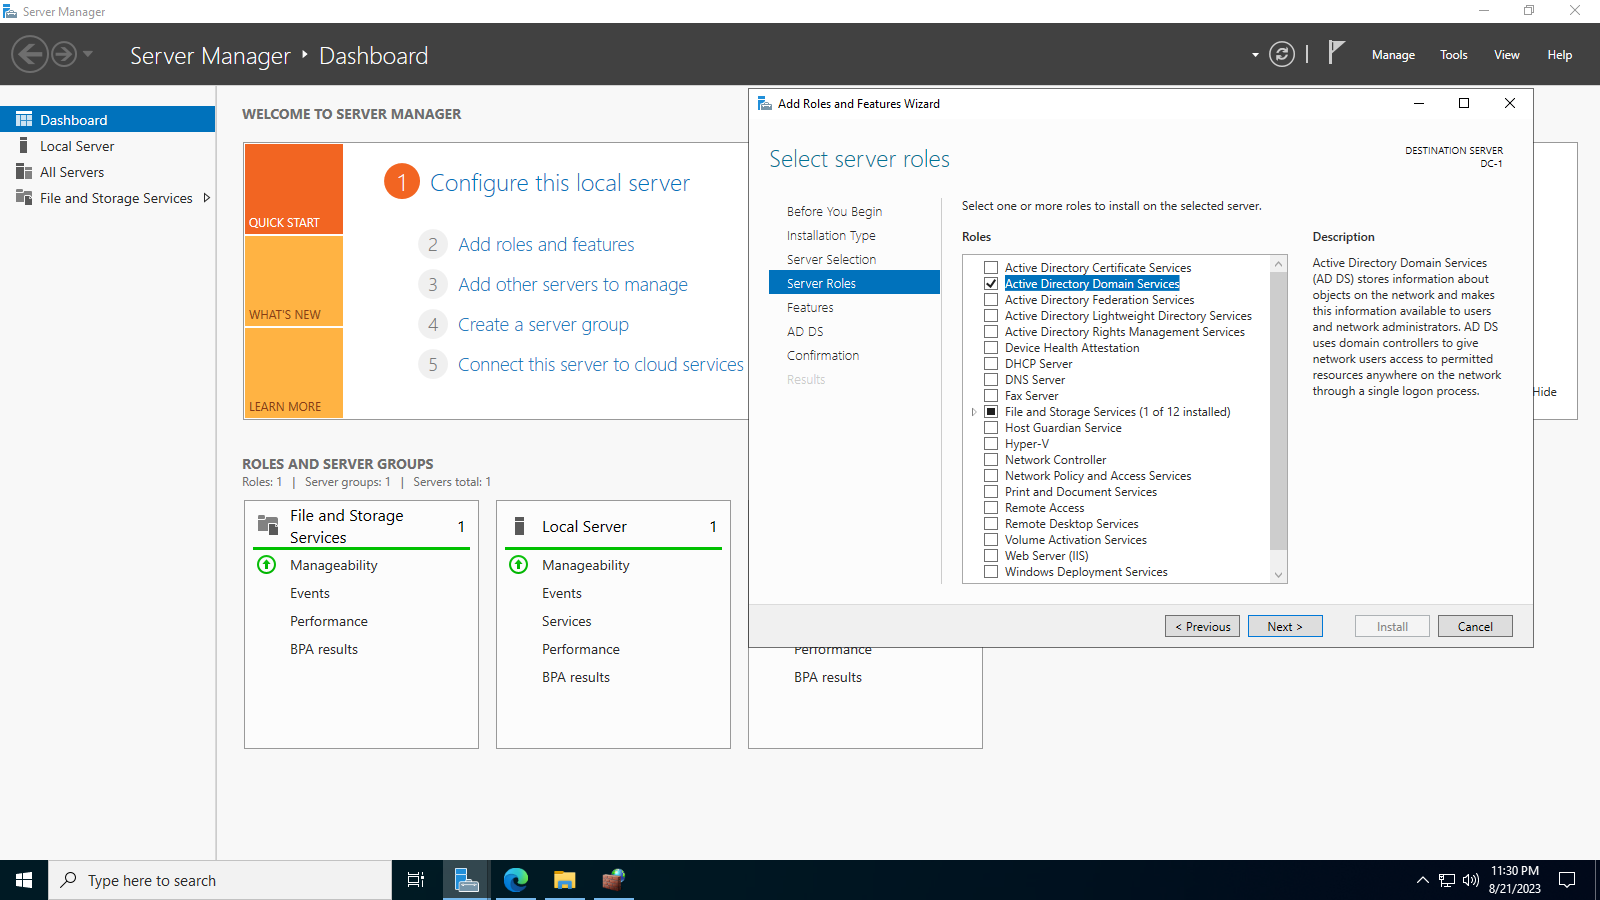 Server Manager
Server Manager ‣ Dashboard
Manage
Tools
View
Help
Dashboard
Local Server
All Servers
File and Storage Services
WELCOME TO SERVER MANAGER
QUICK START
WHAT'S NEW
LEARN MORE
1 Configure this local server
2 Add roles and features
3 Add other servers to manage
4 Create a server group
5 Connect this server to cloud services
Hide
ROLES AND SERVER GROUPS
Roles: 1 | Server groups: 1 | Servers total: 1
File and Storage
Services
1
Manageability
Events
Performance
BPA results
Local Server
1
Manageability
Events
Services
Performance
BPA results
Performance
BPA results
Add Roles and Features Wizard
Select server roles
DESTINATION SERVER
DC-1
Before You Begin
Installation Type
Server Selection
Server Roles
Features
AD DS
Confirmation
Results
Select one or more roles to install on the selected server.
Roles
Active Directory Certificate Services
Active Directory Domain Services
Active Directory Federation Services
Active Directory Lightweight Directory Services
Active Directory Rights Management Services
Device Health Attestation
DHCP Server
DNS Server
Fax Server
File and Storage Services (1 of 12 installed)
Host Guardian Service
Hyper-V
Network Controller
Network Policy and Access Services
Print and Document Services
Remote Access
Remote Desktop Services
Volume Activation Services
Web Server (IIS)
Windows Deployment Services
Description
Active Directory Domain Services
(AD DS) stores information about
objects on the network and makes
this information available to users
and network administrators. AD DS
uses domain controllers to give
network users access to permitted
resources anywhere on the network
through a single logon process.
< Previous
Next >
Install
Cancel
Type here to search
11:30 PM
8/21/2023